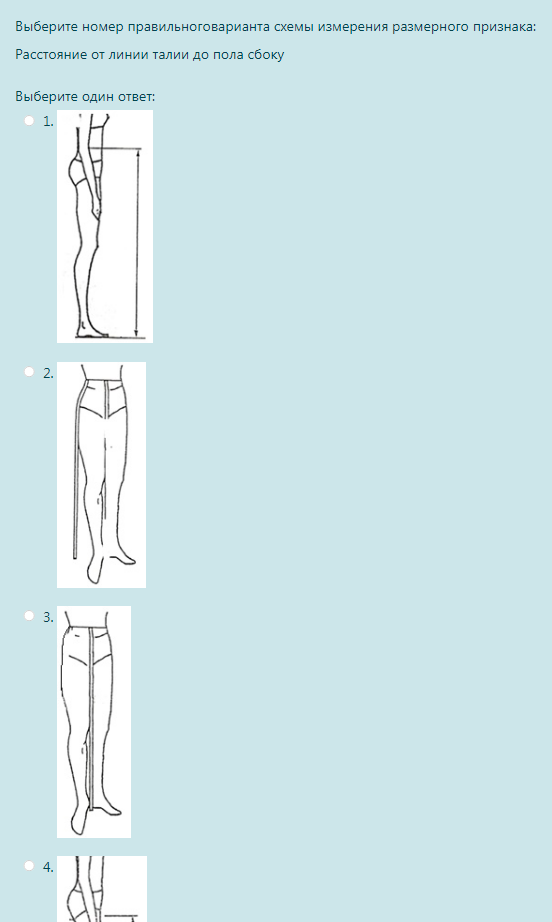 Выберите номер правильноговарианта схемы измерения размерного признака:
Расстояние от линии талии до пола сбоку
Выберите один ответ:
1.
2.
3.
4.